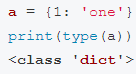 a = {1: 'one'}
print(type(a))
<class 'dict'>